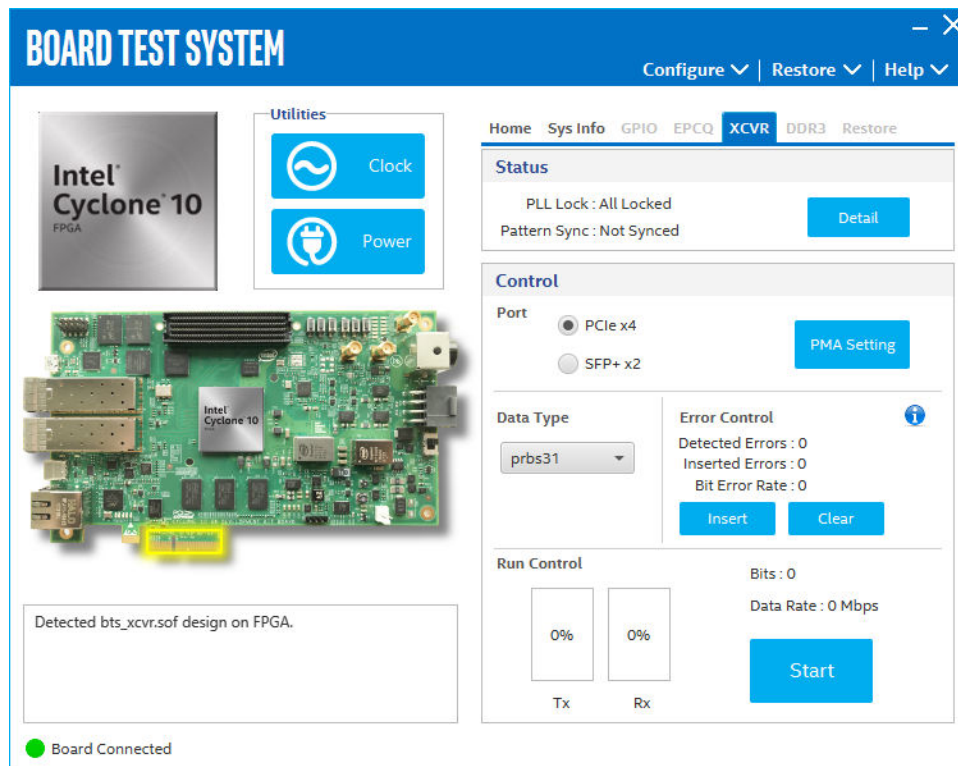 BOARD TEST SYSTEM
Configure
Restore
Help
Intel
Cyclone 10
FPGA
Utilities
Clock
Power
Home Sys Info GPIO EPCQ XCVR DDR3 Restore
Status
PLL Lock : All Locked
Pattern Sync : Not Synced
Detail
Control
Port
PCIe x4
SFP+ x2
PMA Setting
Data Type
prbs31
Error Control
Detected Errors : 0
Inserted Errors : 0
Bit Error Rate : 0
Insert
Clear
Run Control
0%
0%
Tx
Rx
Bits : 0
Data Rate : 0 Mbps
Start
Intel
Cyclone 10
Detected bts_xcvr.sof design on FPGA.
Board Connected